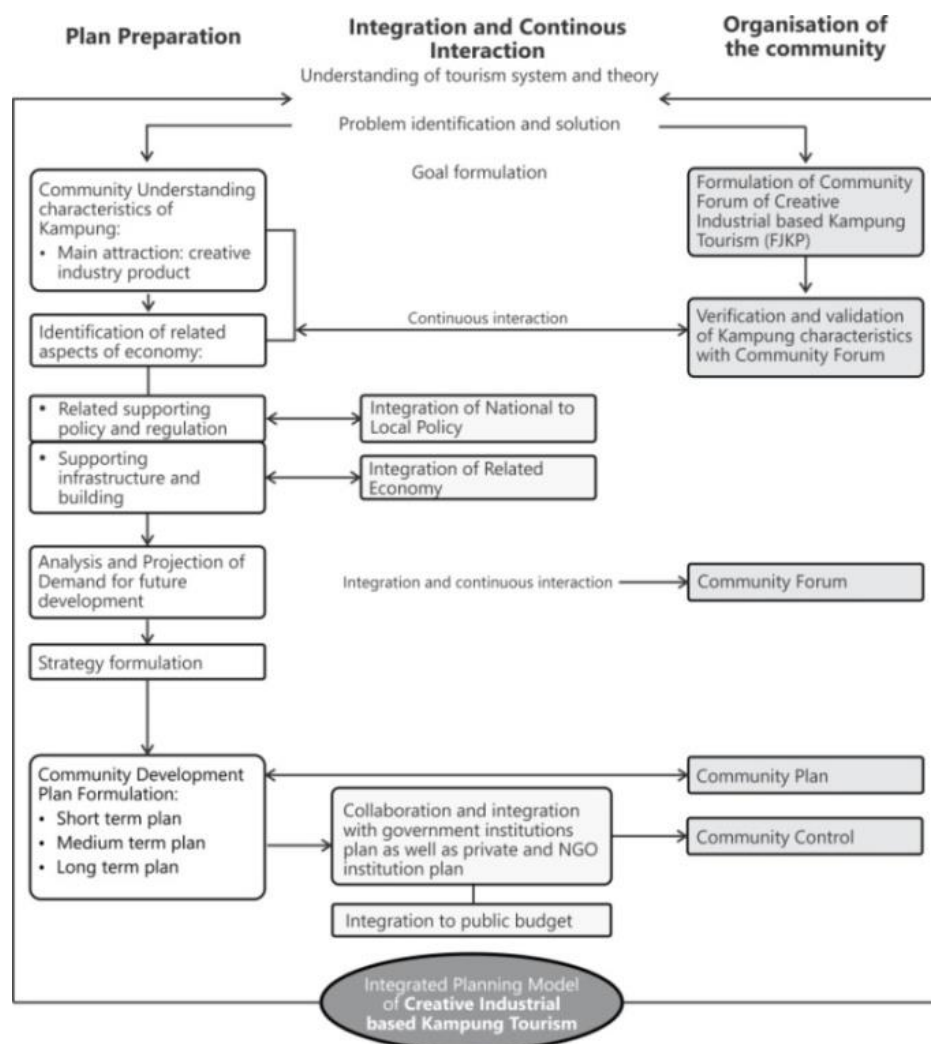 Plan Preparation
Integration and Continous
Interaction
Organisation of
the community
Understanding of tourism system and theory
Problem identification and solution
Goal formulation
Community Understanding
characteristics of
Kampung:
• Main attraction: creative
industry product
Formulation of Community
Forum of Creative
Industrial based Kampung
Tourism (FJKP)
Identification of related
aspects of economy:
Continuous interaction
Verification and validation
of Kampung characteristics
with Community Forum
• Related supporting
policy and regulation
Integration of National to
Local Policy
• Supporting
infrastructure and
building
Integration of Related
Economy
Analysis and Projection of
Demand for future
development
Integration and continuous interaction
Community Forum
Strategy formulation
Community Development
Plan Formulation:
• Short term plan
• Medium term plan
• Long term plan
Community Plan
Collaboration and integration
with government institutions
plan as well as private and NGO
institution plan
Community Control
Integration to public budget
Integrated Planning Model
of Creative Industrial
based Kampung Tourism